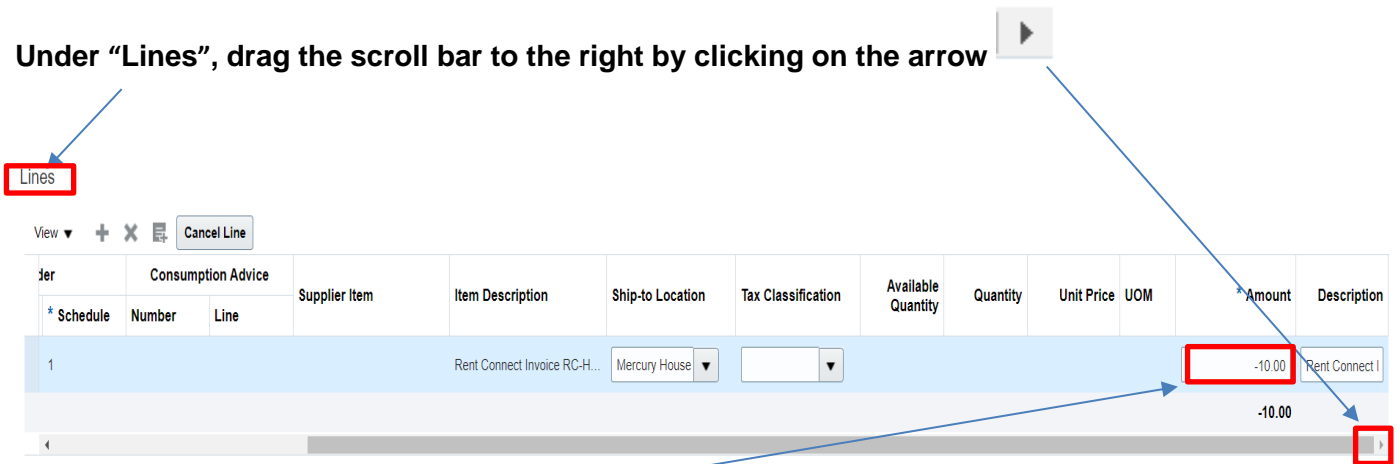 Under “Lines”, drag the scroll bar to the right by clicking on the arrow
Lines
View Cancel Line
der Consumption Advice Supplier Item Item Description Ship-to Location Tax Classification Available Quantity Quantity Unit Price UOM * Amount Description
* Schedule Number Line
1 Rent Connect Invoice RC-H... Mercury House -10.00 Rent Connect I
-10.00